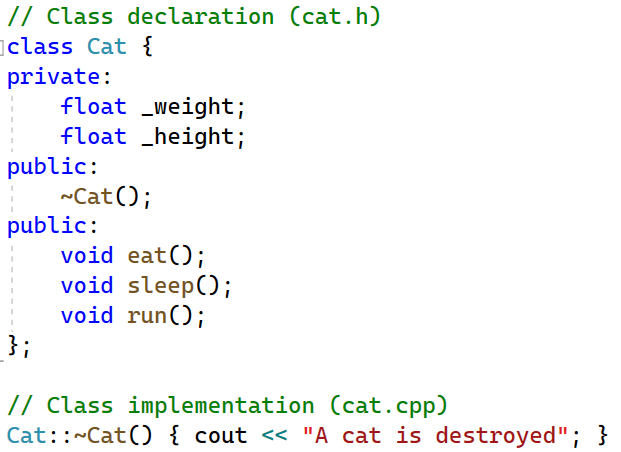 // Class declaration (cat.h)
class Cat {
private:
    float _weight;
    float _height;
public:
    ~Cat();
public:
    void eat();
    void sleep();
    void run();
};

// Class implementation (cat.cpp)
Cat::~Cat() { cout << "A cat is destroyed"; }